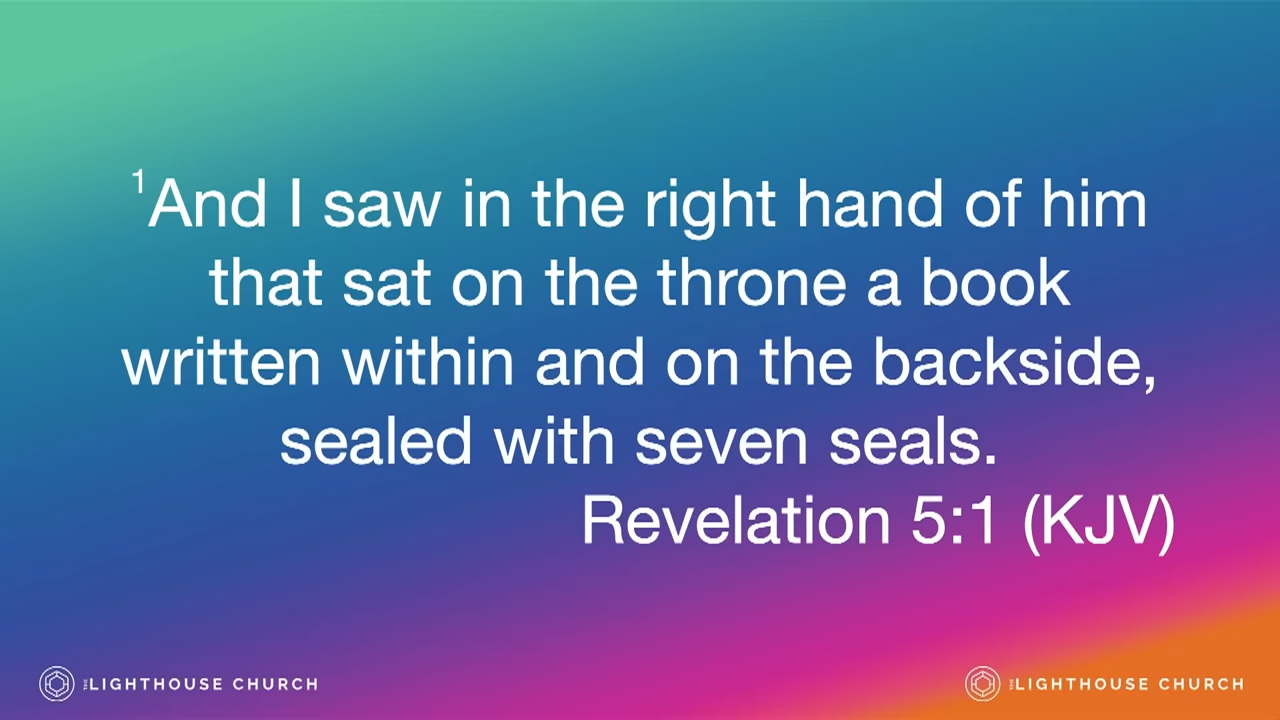 ¹And I saw in the right hand of him
that sat on the throne a book
written within and on the backside,
sealed with seven seals.
Revelation 5:1 (KJV)
THE LIGHTHOUSE CHURCH
THE LIGHTHOUSE CHURCH